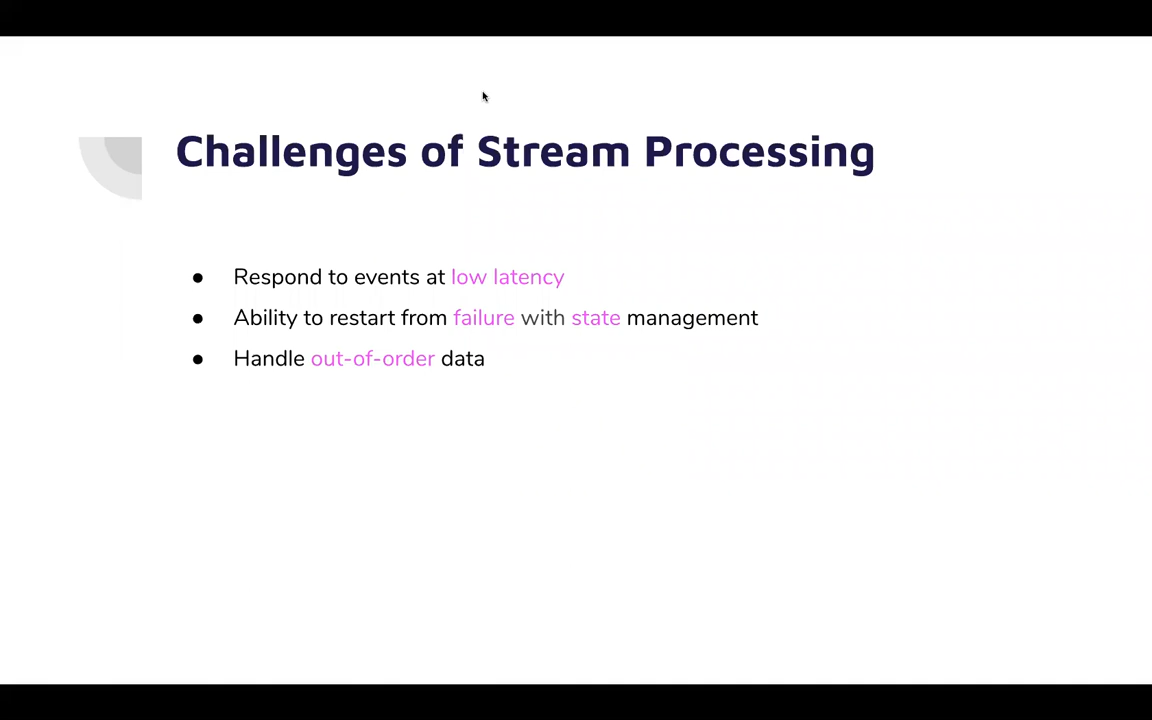 Challenges of Stream Processing
● Respond to events at low latency
● Ability to restart from failure with state management
● Handle out-of-order data